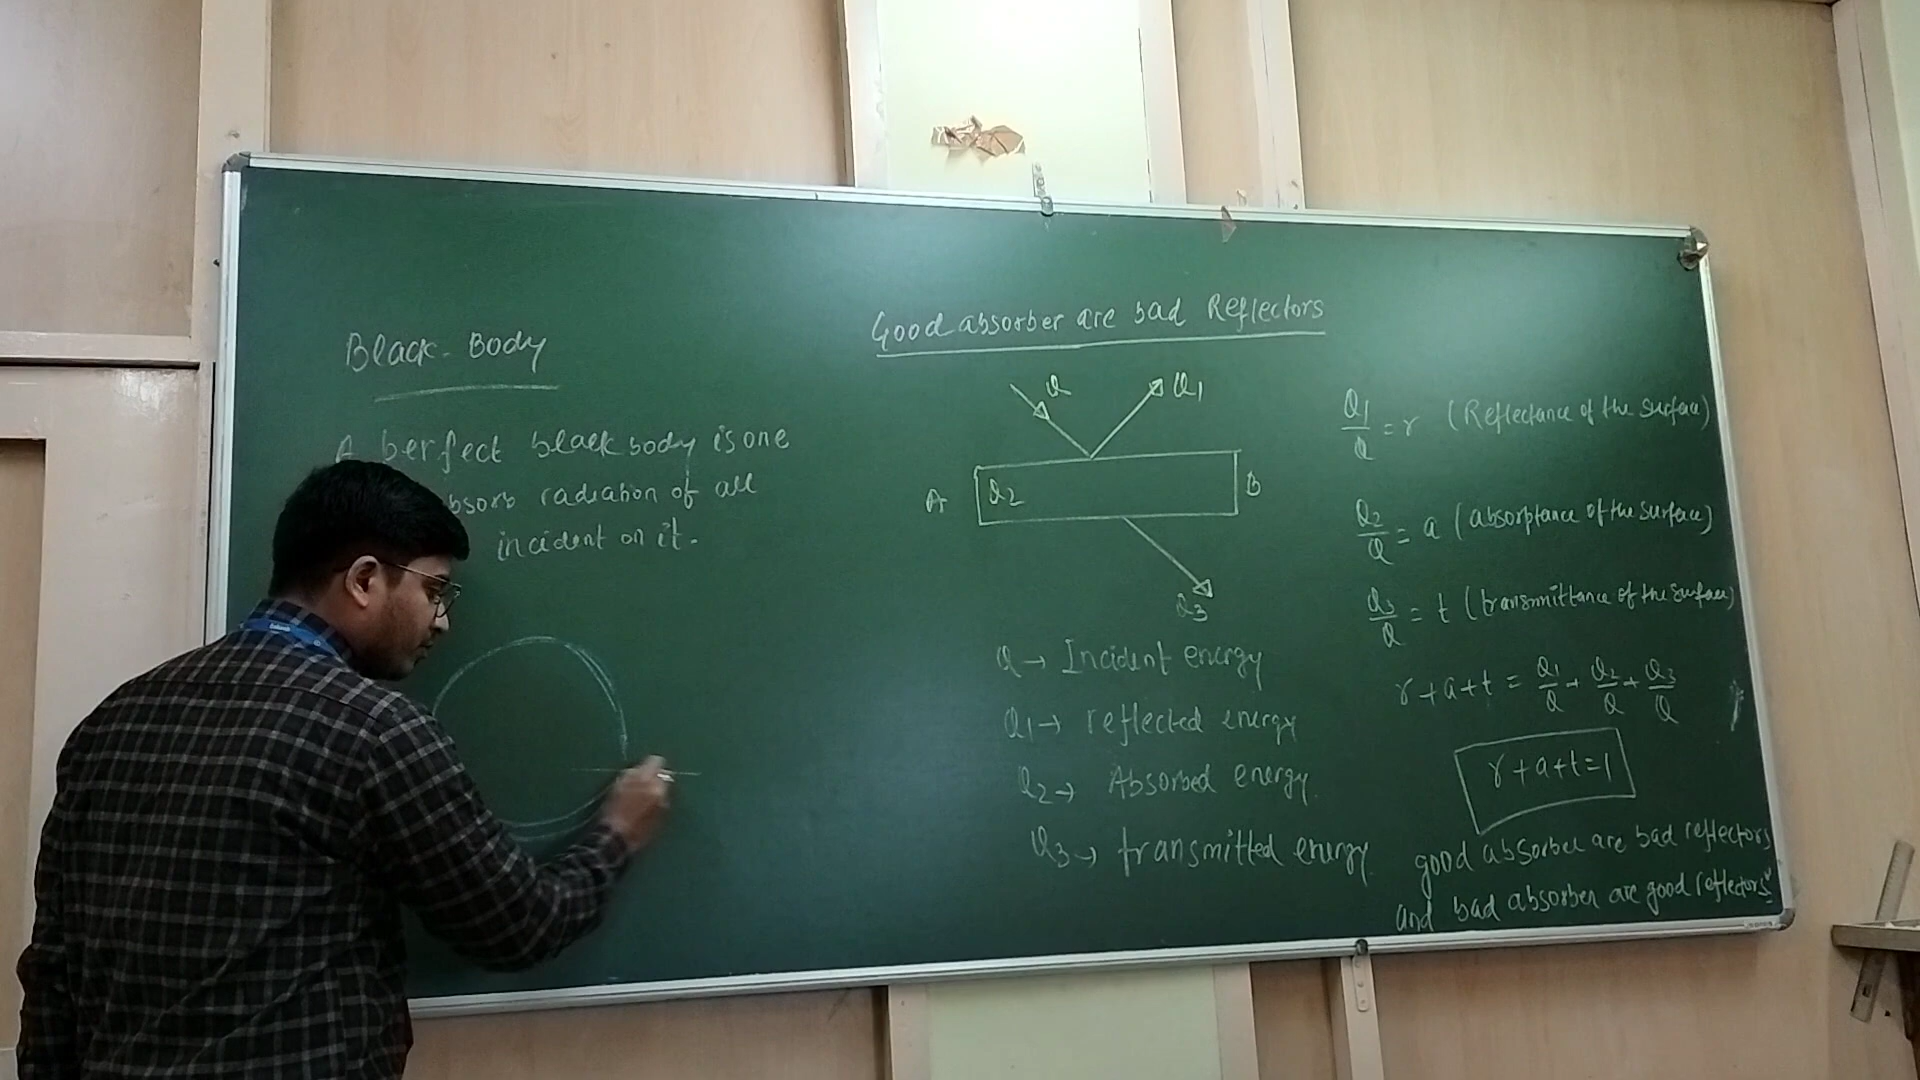 Black-Body
A perfect black body is one
absorb radiation of all
incident on it.
Good absorber are bad Reflectors
Q
Q1
A
Q2
B
Q3
Q → Incident energy
Q1 → reflected energy
Q2 → Absorbed energy.
Q3 → transmitted energy.
Q1/Q = r (Reflectance of the surface)
Q2/Q = a (absorptance of the surface)
Q3/Q = t (transmittance of the surface)
r+a+t = Q1/Q + Q2/Q + Q3/Q
r+a+t=1
good absorber are bad reflectors
and bad absorber are good reflectors